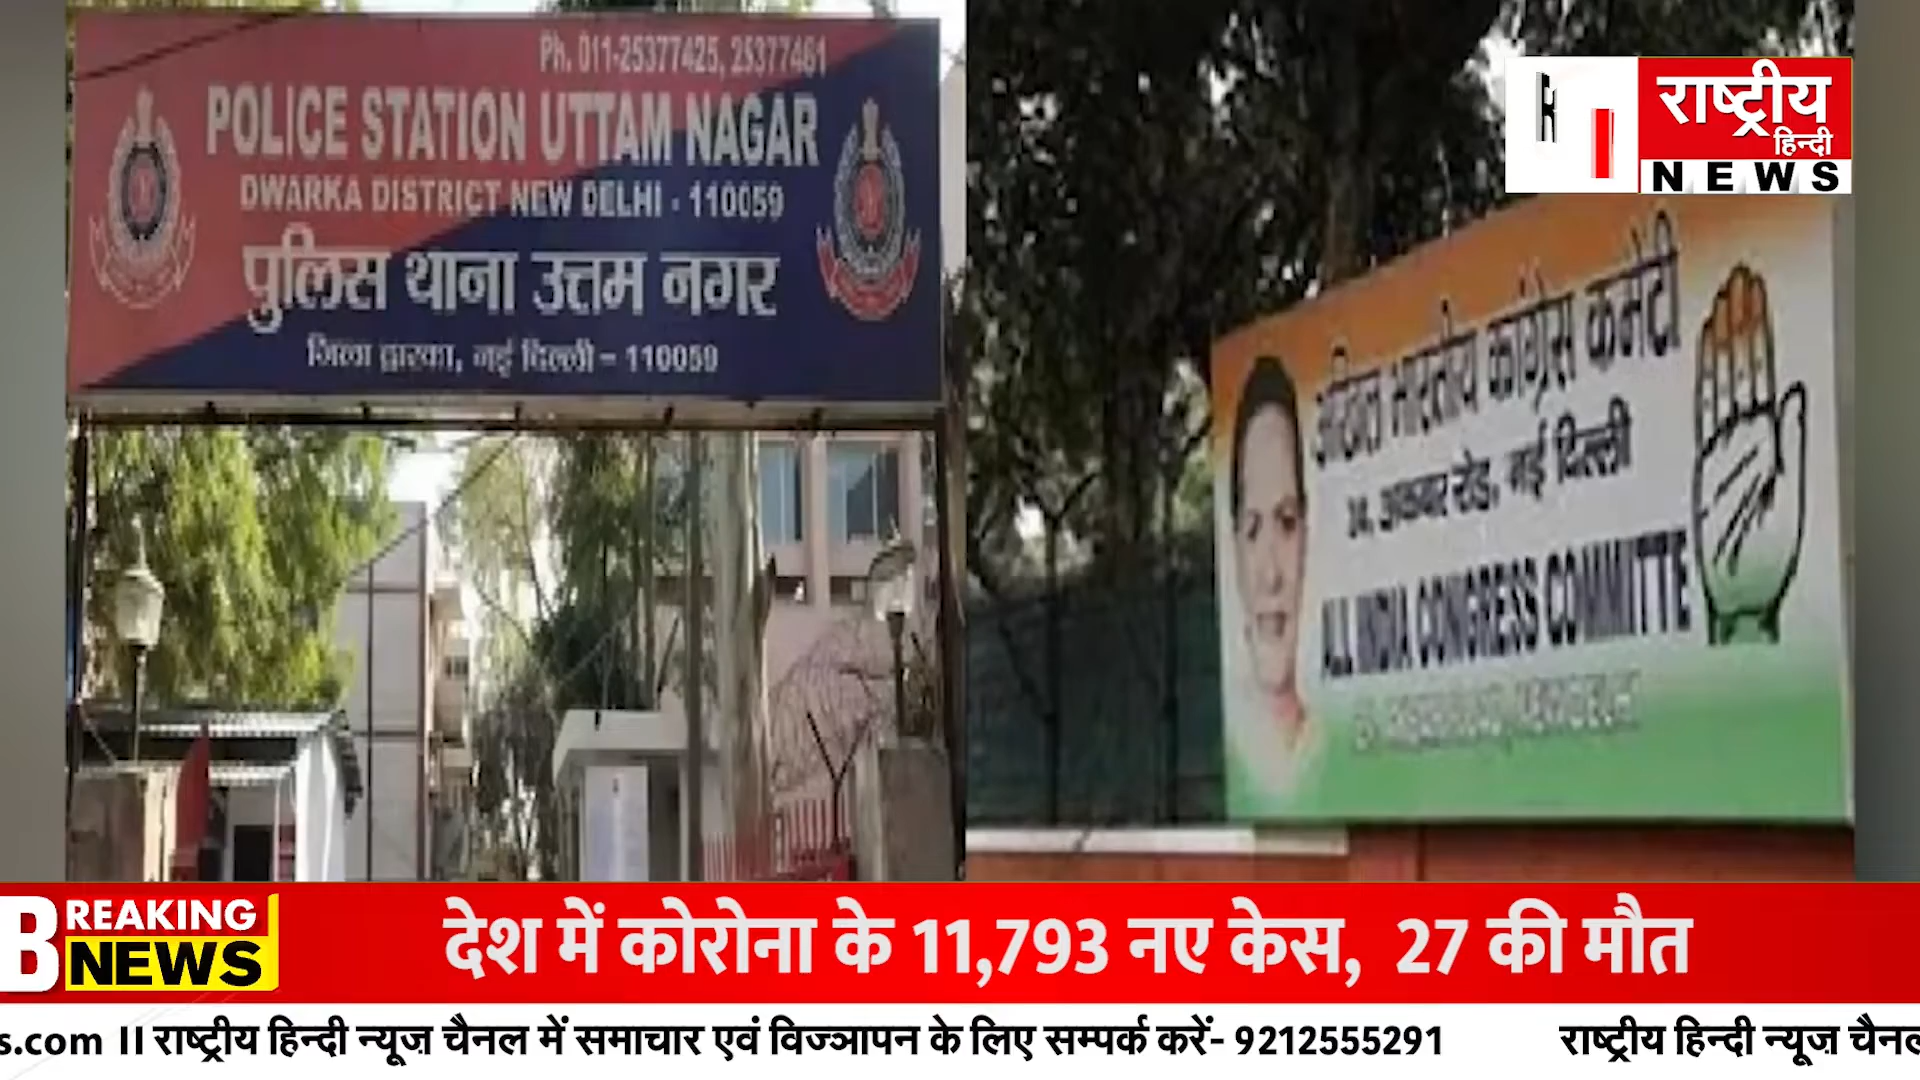 Ph. 011-25377425, 25377461
POLICE STATION UTTAM NAGAR
DWARKA DISTRICT NEW DELHI - 110059
पुलिस थाना उत्तम नगर
जिला द्वारका, नई दिल्ली - 110059
राष्ट्रीय
हिन्दी
NEWS
अखिल भारतीय कांग्रेस कमेटी
अकबर रोड, नई दिल्ली
ALL INDIA CONGRESS COMMITTE
BREAKING
NEWS
देश में कोरोना के 11,793 नए केस, 27 की मौत
s.com II राष्ट्रीय हिन्दी न्यूज़ चैनल में समाचार एवं विज्ञापन के लिए सम्पर्क करें- 9212555291 राष्ट्रीय हिन्दी न्यूज़ चैनल